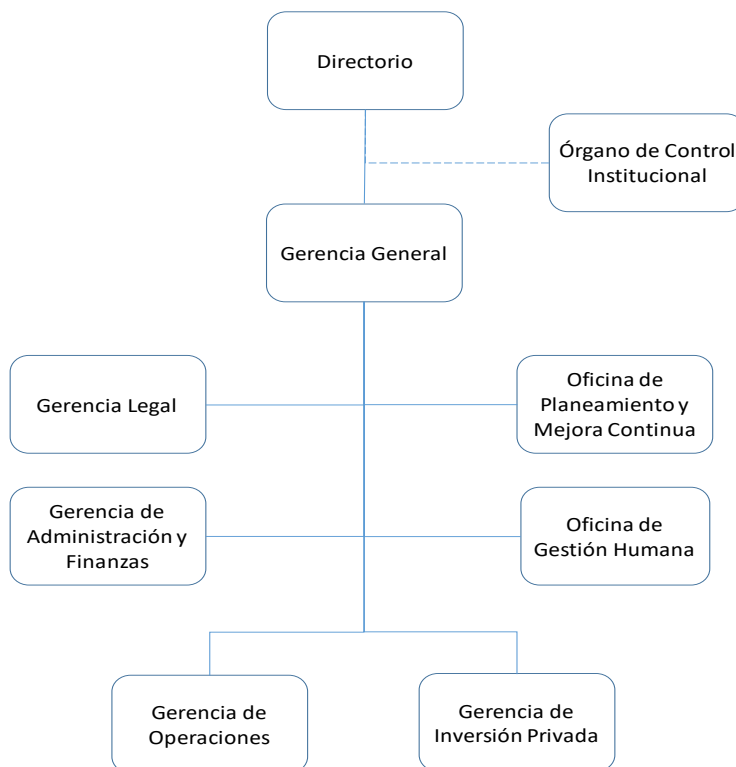 Directorio
Órgano de Control
Institucional
Gerencia General
Gerencia Legal
Oficina de
Planeamiento y
Mejora Continua
Gerencia de
Administración y
Finanzas
Oficina de
Gestión Humana
Gerencia de
Operaciones
Gerencia de
Inversión Privada